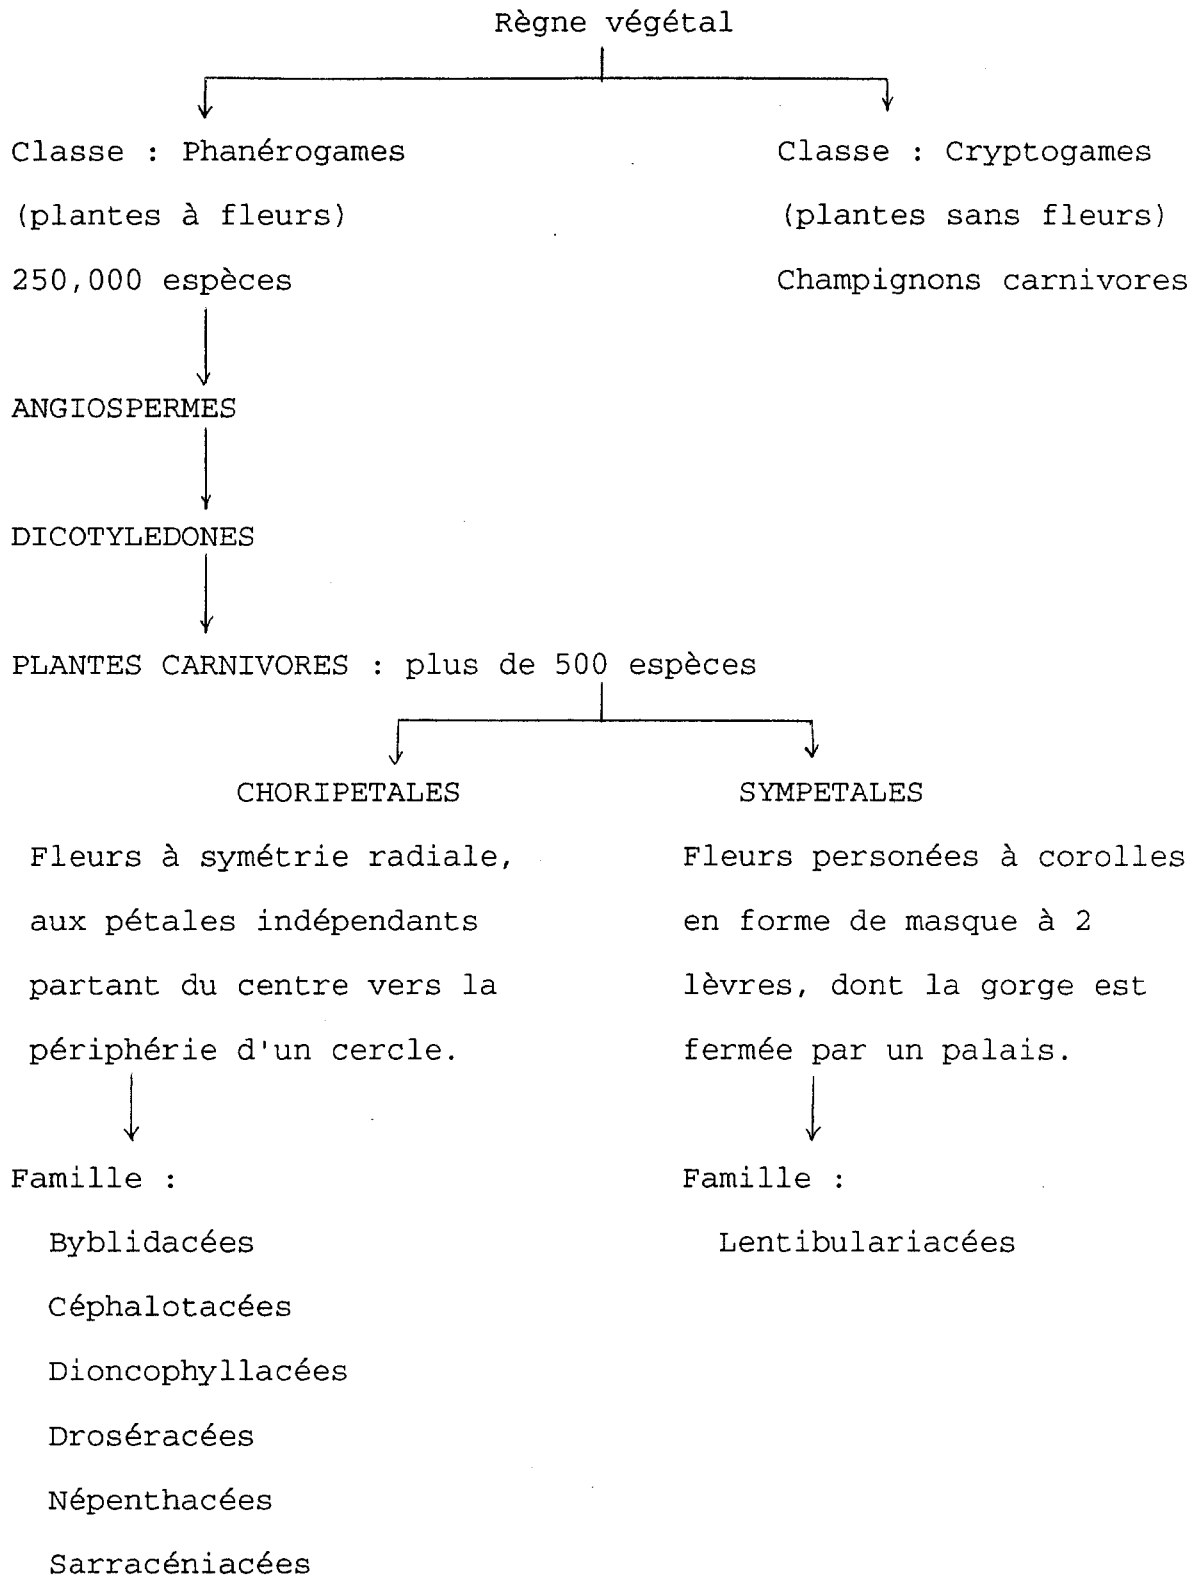 Règne végétal
Classe : Phanérogames
(plantes à fleurs)
250,000 espèces
Classe : Cryptogames
(plantes sans fleurs)
Champignons carnivores
ANGIOSPERMES
DICOTYLEDONES
PLANTES CARNIVORES : plus de 500 espèces
CHORIPETALES
Fleurs à symétrie radiale,
aux pétales indépendants
partant du centre vers la
périphérie d'un cercle.
Famille :
Byblidacées
Céphalotacées
Dioncophyllacées
Droséracées
Népenthacées
Sarracéniacées
SYMPETALES
Fleurs personées à corolles
en forme de masque à 2
lèvres, dont la gorge est
fermée par un palais.
Famille :
Lentibulariacées